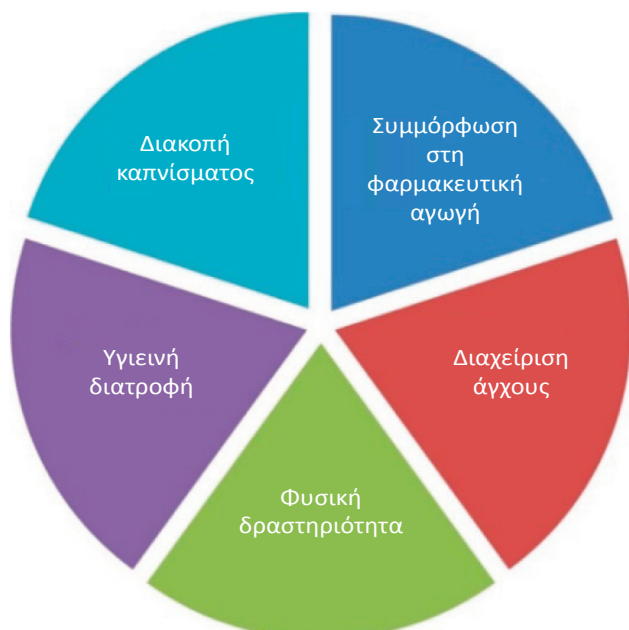 Συμμόρφωση
στη
φαρμακευτική
αγωγή
Διαχείριση
άγχους
Φυσική
δραστηριότητα
Υγιεινή
διατροφή
Διακοπή
καπνίσματος